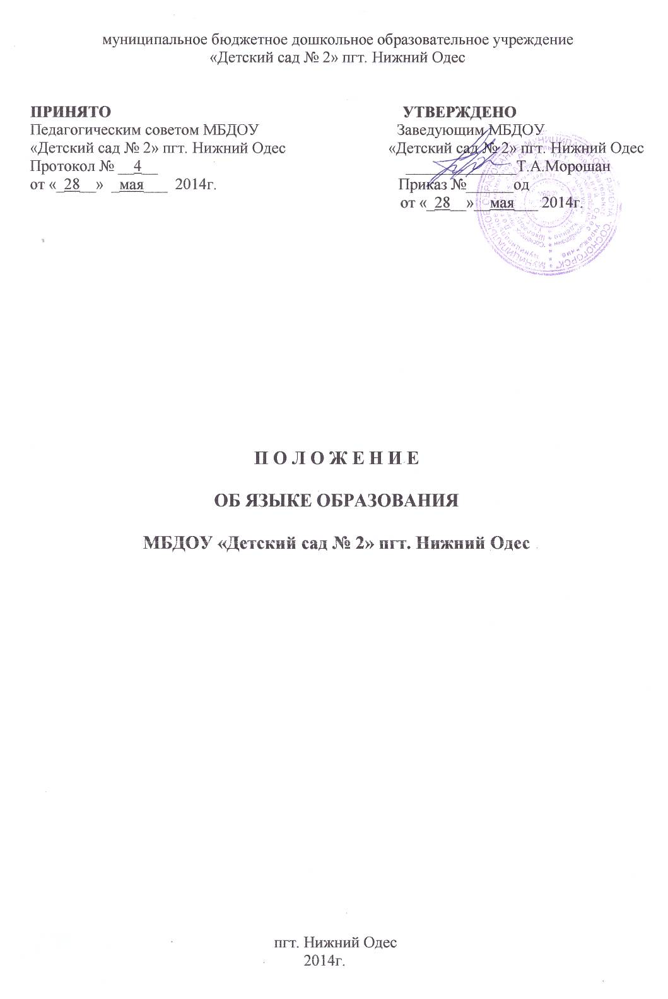 муниципальное бюджетное дошкольное образовательное учреждение
«Детский сад № 2» пгт. Нижний Одес
ПРИНЯТО
Педагогическим советом МБДОУ
«Детский сад № 2» пгт. Нижний Одес
Протокол № __4__
от «_28__» _мая___ 2014г.
УТВЕРЖДЕНО
Заведующим МБДОУ
«Детский сад № 2» пгт. Нижний Одес
______________Т.А.Морошан
Приказ №______од
от «_28__»__мая___ 2014г.
П О Л О Ж Е Н И Е
ОБ ЯЗЫКЕ ОБРАЗОВАНИЯ
МБДОУ «Детский сад № 2» пгт. Нижний Одес
пгт. Нижний Одес
2014г.